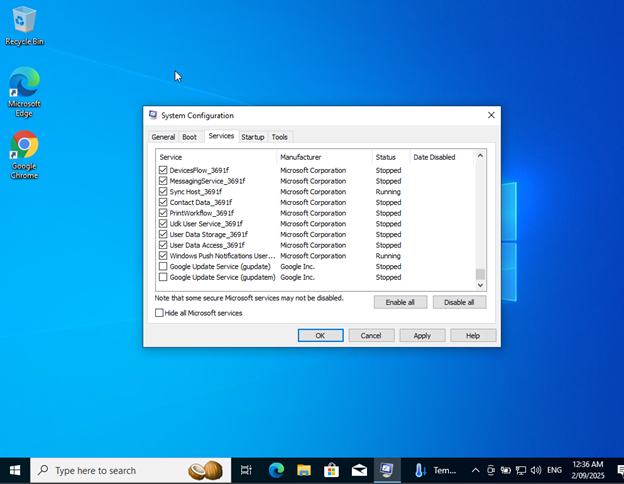 Recycle Bin
Microsoft
Edge
Google
Chrome
System Configuration
General Boot Services Startup Tools
Service Manufacturer Status Date Disabled
DevicesFlow_3691f Microsoft Corporation Stopped
MessagingService_3691f Microsoft Corporation Stopped
Sync Host_3691f Microsoft Corporation Running
Contact Data_3691f Microsoft Corporation Stopped
PrintWorkflow_3691f Microsoft Corporation Stopped
Udk User Service_3691f Microsoft Corporation Stopped
User Data Storage_3691f Microsoft Corporation Stopped
User Data Access_3691f Microsoft Corporation Stopped
Windows Push Notifications User... Microsoft Corporation Running
Google Update Service (gupdate) Google Inc. Stopped
Google Update Service (gupdatem) Google Inc. Stopped
Note that some secure Microsoft services may not be disabled.
Enable all Disable all
Hide all Microsoft services
OK Cancel Apply Help
Type here to search
Tem... ENG
12:36 AM
2/09/2025